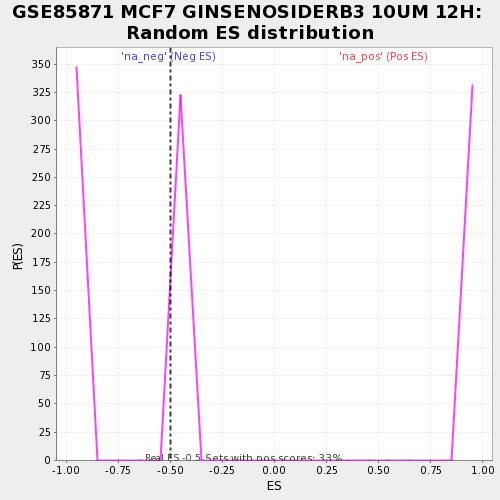 GSE85871 MCF7 GINSENOSIDERB3 10UM 12H:
Random ES distribution
'na_neg' (Neg ES)
'na_pos' (Pos ES)
350
325
300
275
250
225
200
175
150
125
100
75
50
25
0
P(ES)
Real ES -0.5, Sets with pos scores: 33%
-1.00 -0.75 -0.50 -0.25 0.00 0.25 0.50 0.75 1.00
ES